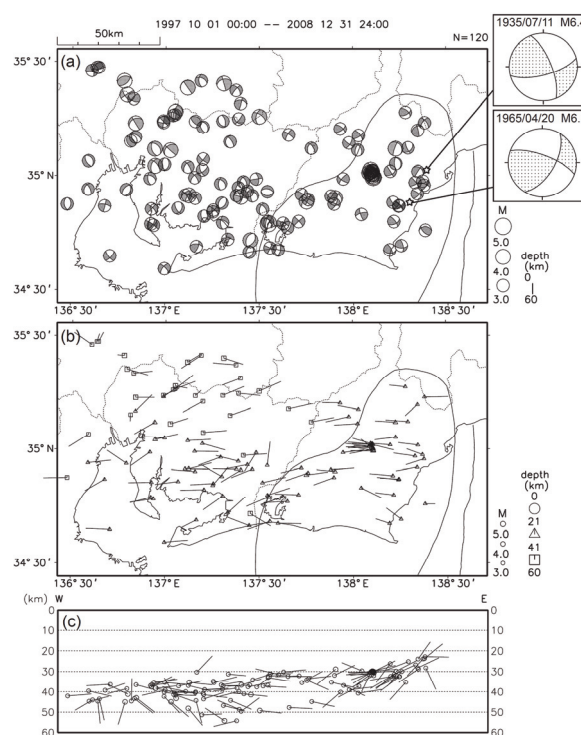 1997 10 01 00:00 -- 2008 12 31 24:00
50km
N=120
(a)
35° 30'
35° N
34° 30'
136° 30' 137° E 137° 30' 138° E 138° 30'
1935/07/11 M6.4
1965/04/20 M6.
M
5.0
4.0
3.0
depth
(km)
0
60
(b)
35° 30'
35° N
34° 30'
136° 30' 137° E 137° 30' 138° E 138° 30'
M
5.0
4.0
3.0
depth
(km)
0
21
41
60
(km) W E
(c)
0 0
10 10
20 20
30 30
40 40
50 50
60 60